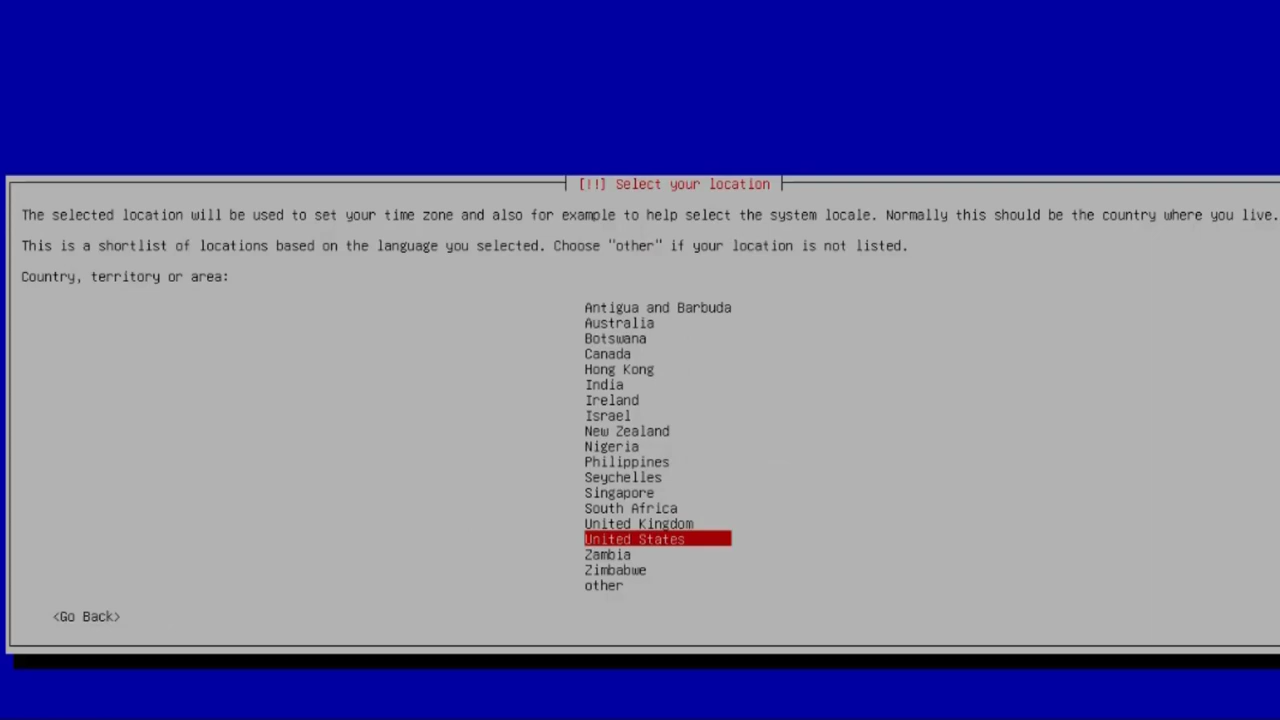 [!!] Select your location
The selected location will be used to set your time zone and also for example to help select the system locale. Normally this should be the country where you live.
This is a shortlist of locations based on the language you selected. Choose "other" if your location is not listed.
Country, territory or area:
Antigua and Barbuda
Australia
Botswana
Canada
Hong Kong
India
Ireland
Israel
New Zealand
Nigeria
Philippines
Seychelles
Singapore
South Africa
United Kingdom
United States
Zambia
Zimbabwe
other
<Go Back>